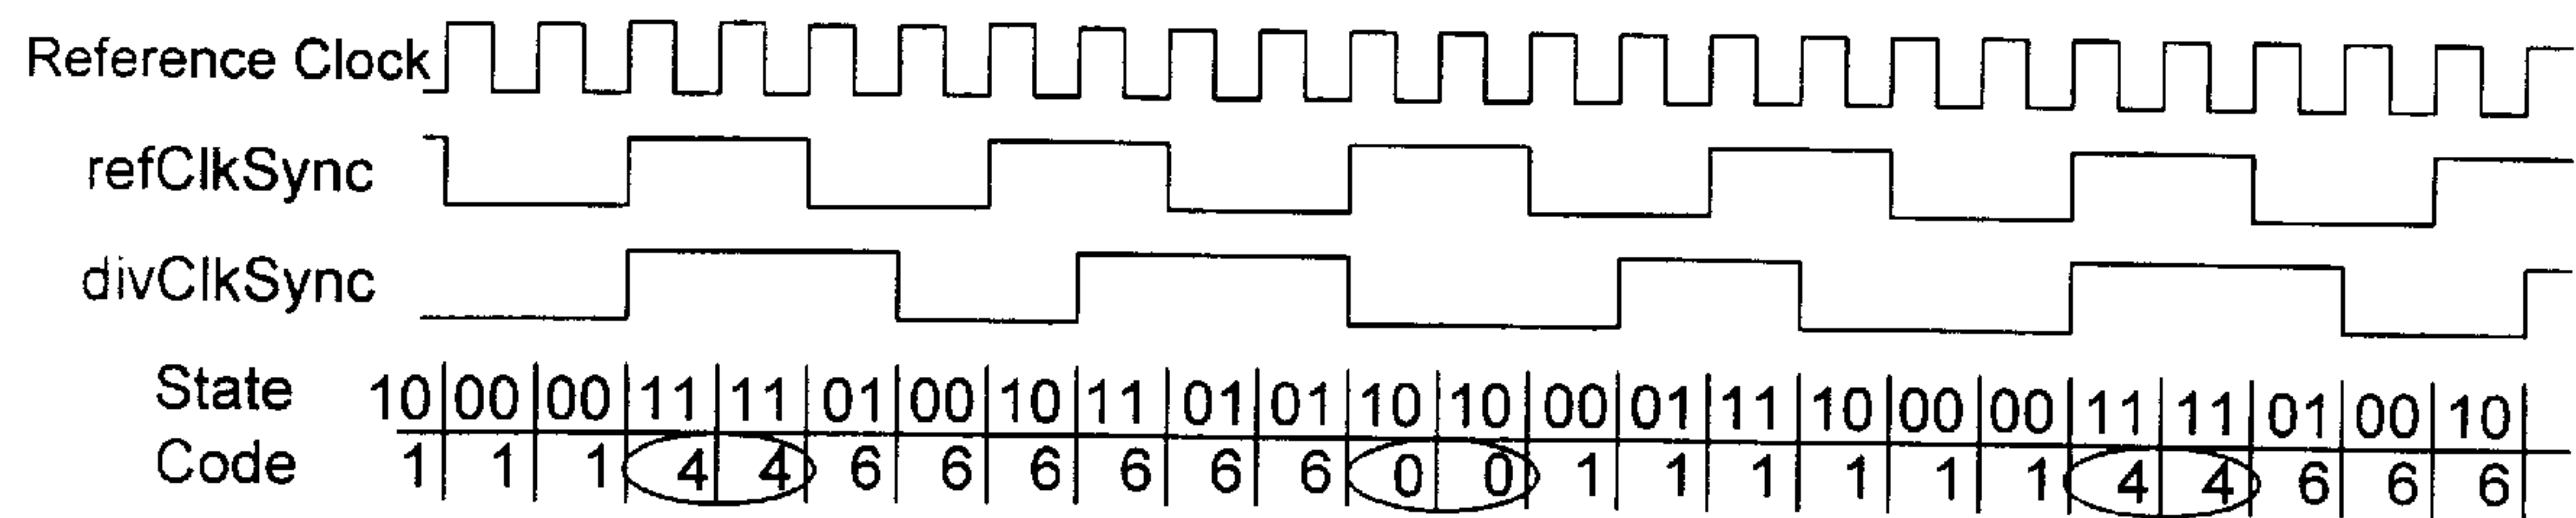 Reference Clock
refClkSync
divClkSync
State 10 00 00 11 11 01 00 10 11 01 01 10 10 00 01 11 10 00 00 11 11 01 00 10
Code 1 1 1 4 4 6 6 6 6 6 6 0 0 1 1 1 1 1 1 4 4 6 6 6